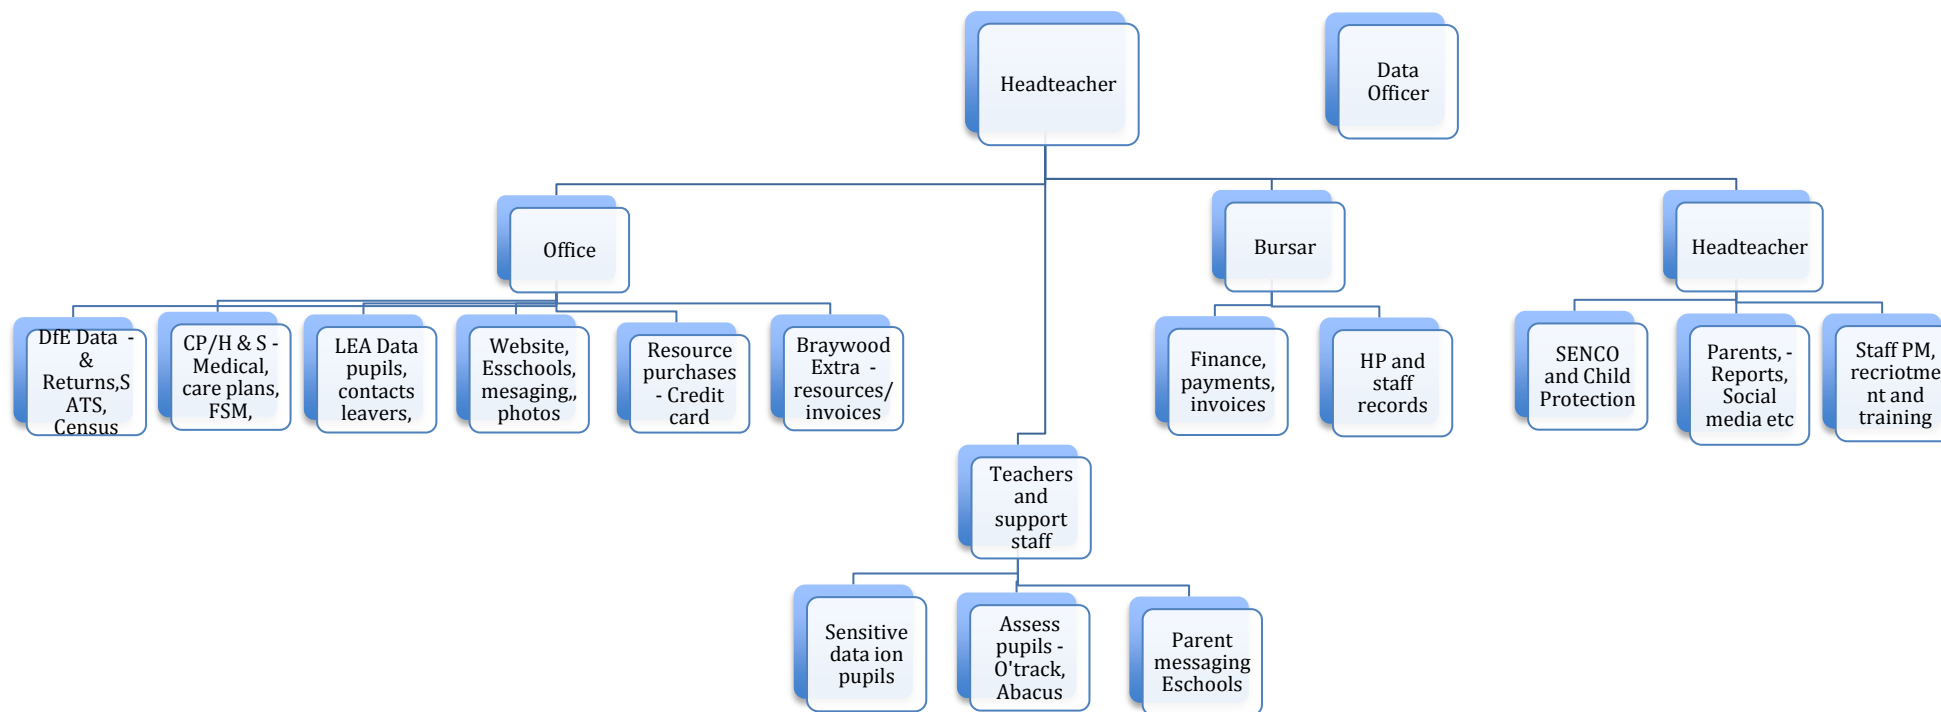 Headteacher
Data
Officer
Office
Bursar
Headteacher
DfE Data -
&
Returns,S
ATS,
Census
CP/H & S -
Medical,
care plans,
FSM,
LEA Data
pupils,
contacts
leavers,
Website,
Esschools,
mesaging,,
photos
Resource
purchases
- Credit
card
Braywood
Extra -
resources/
invoices
Finance,
payments,
invoices
HP and
staff
records
SENCO
and Child
Protection
Parents, -
Reports,
Social
media etc
Staff PM,
recriotme
nt and
training
Teachers
and
support
staff
Sensitive
data ion
pupils
Assess
pupils -
O'track,
Abacus
Parent
messaging
Eschools